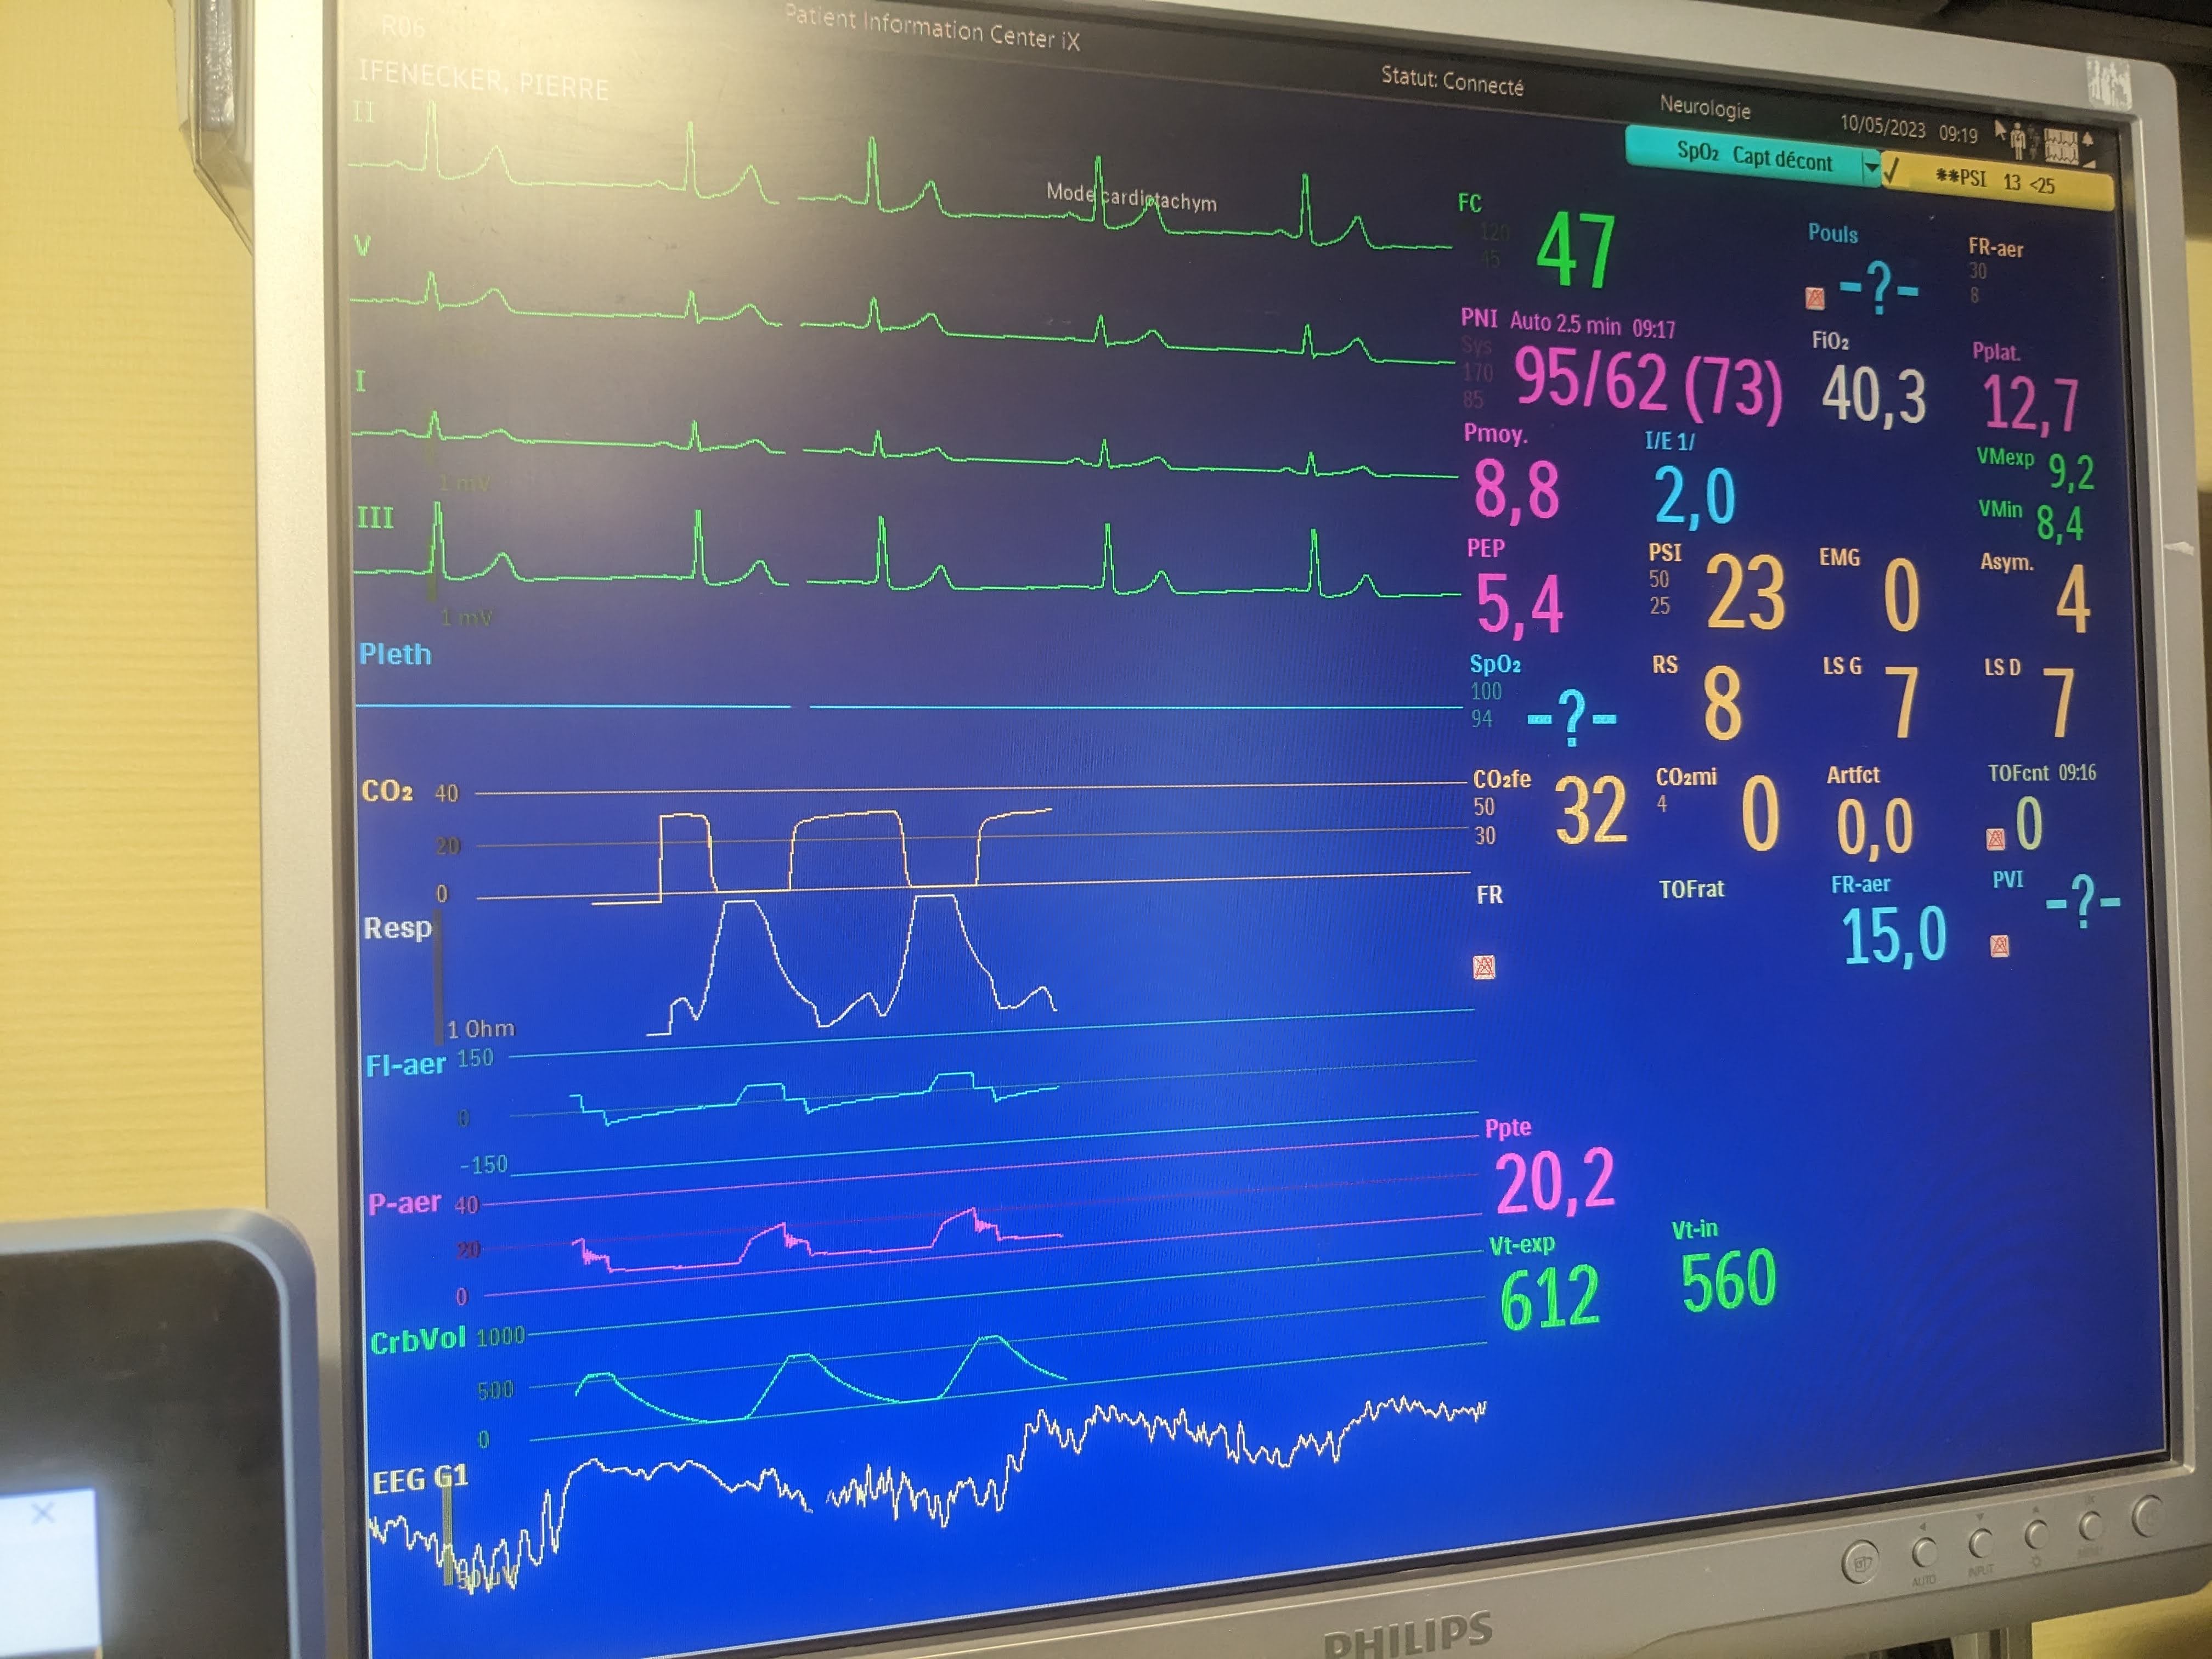 Patient Information Center iX
R06
IFENECKER, PIERRE
Statut: Connecté
Neurologie
10/05/2023 09:19
SpO₂ Capt décont
**PSI 13 <25
II
Mode cardiotachym
V
I
1 mV
III
1 mV
Pleth
CO₂ 40
20
0
Resp
1 Ohm
Fl-aer 150
0
-150
P-aer 40
20
0
CrbVol 1000
500
0
EEG G1
FC
120
45
47
Pouls
-?-
FR-aer
30
8
PNI Auto 2.5 min 09:17
Sys
170
85
95/62 (73)
FiO₂
40,3
Pplat.
12,7
Pmoy.
8,8
I/E 1/
2,0
VMexp 9,2
VMin 8,4
PEP
5,4
PSI
50
25
23
EMG
0
Asym.
4
SpO₂
100
94
-?-
RS
8
LS G
7
LS D
7
CO₂fe
50
30
32
CO₂mi
4
0
Artfct
0,0
TOFcnt 09:16
0
FR
TOFrat
FR-aer
15,0
PVI
-?-
Ppte
20,2
Vt-exp
612
Vt-in
560
AUTO
INPUT
PHILIPS